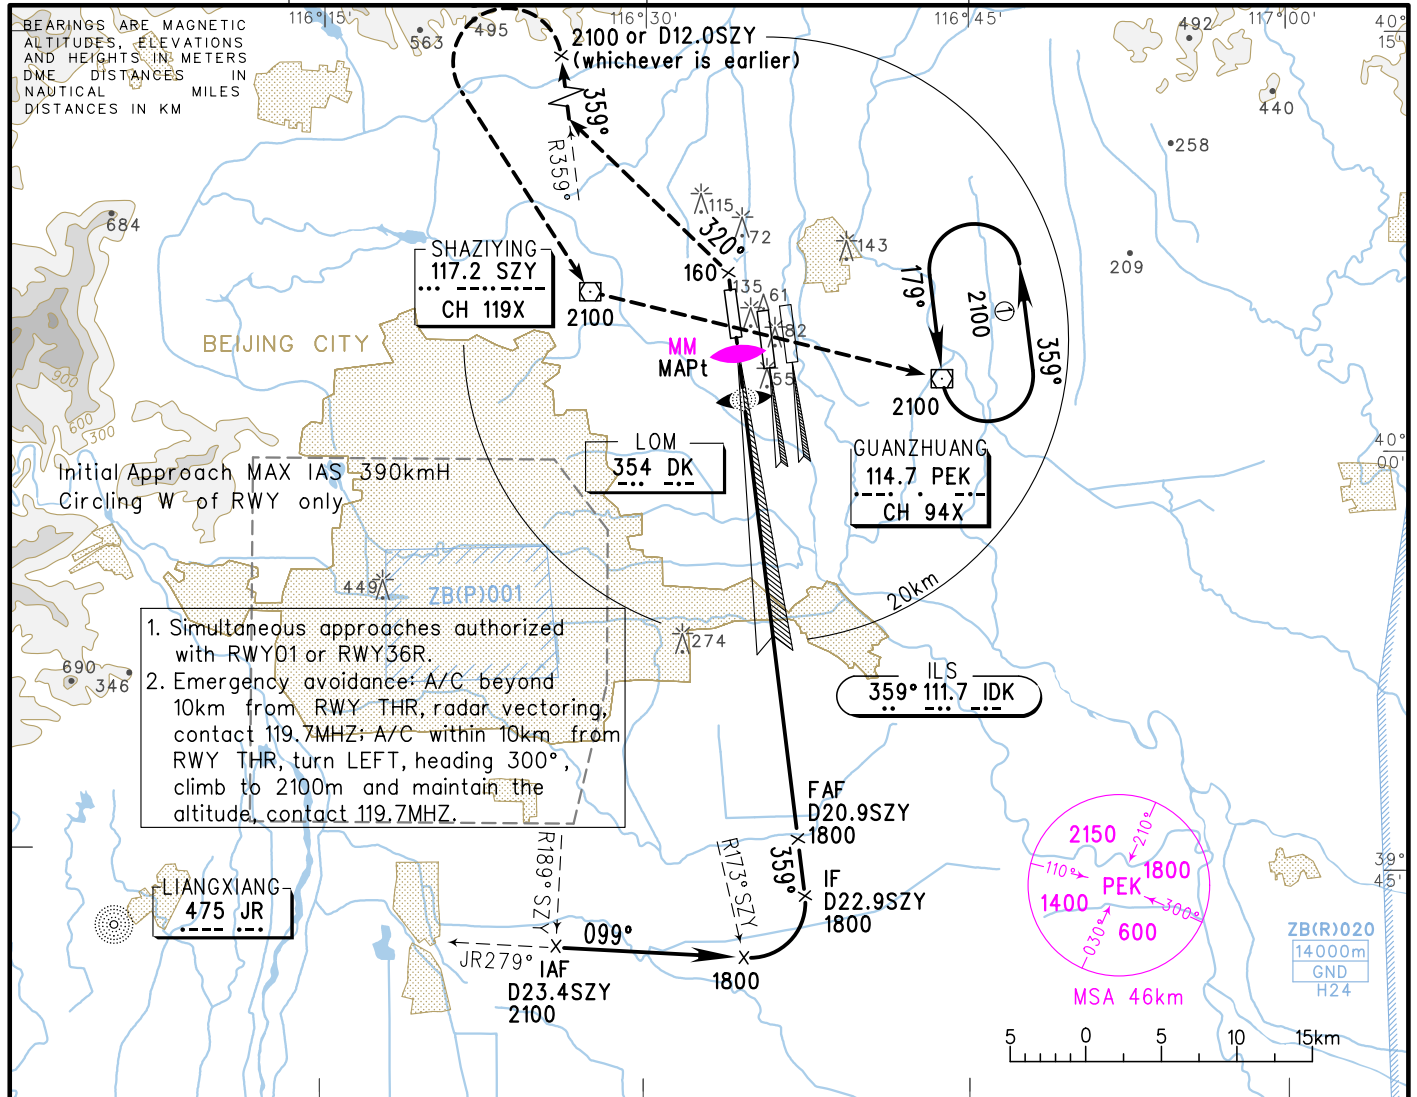 116°15'
116°30'
116°45'
117°00'
40°
15'
BEARINGS ARE MAGNETIC
ALTITUDES, ELEVATIONS
AND HEIGHTS IN METERS
DME DISTANCES IN
NAUTICAL MILES
DISTANCES IN KM
563
495
2100 or D12.0SZY
(whichever is earlier)
492
440
258
359°
R359°
684
115
72
320°
143
209
SHAZIYING
117.2 SZY
CH 119X
2100
160
135
61
82
55
179°
2100
1
359°
BEIJING CITY
MM
MAPt
2100
900
600
300
LOM
354 DK
GUANZHUANG
114.7 PEK
CH 94X
40°
00'
Initial Approach MAX IAS 390kmH
Circling W of RWY only
449
ZB(P)001
20km
274
1. Simultaneous approaches authorized
with RWY01 or RWY36R.
2. Emergency avoidance: A/C beyond
10km from RWY THR, radar vectoring,
contact 119.7MHZ; A/C within 10km from
RWY THR, turn LEFT, heading 300°,
climb to 2100m and maintain the
altitude, contact 119.7MHZ.
690
346
ILS
359° 111.7 IDK
FAF
D20.9SZY
1800
359°
IF
D22.9SZY
1800
R189° SZY
R173° SZY
LIANGXIANG
475 JR
099°
JR279°
IAF
D23.4SZY
2100
1800
2150
210°
110°
1800
PEK
1400
300°
030°
600
MSA 46km
39°
45'
ZB(R)020
14000m
GND
H24
5 0 5 10 15km